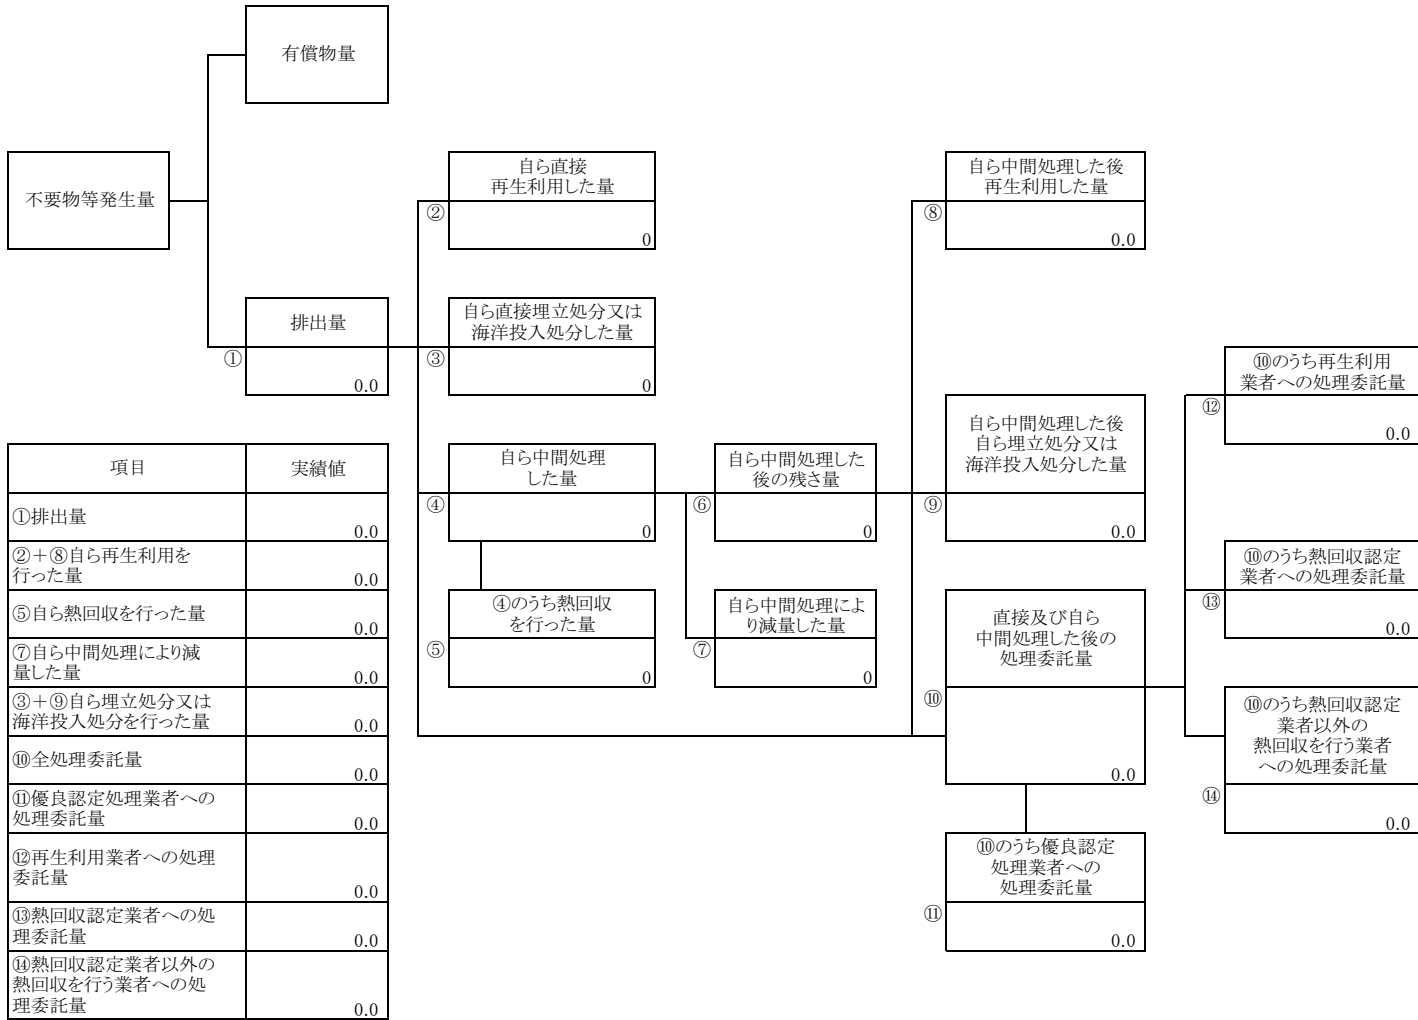 有償物量
不要物等発生量
排出量
①
0.0
自ら直接
再生利用した量
②
0
自ら直接埋立処分又は
海洋投入処分した量
③
0
自ら中間処理
した量
④
0
④のうち熱回収
を行った量
⑤
0
自ら中間処理した
後の残さ量
⑥
0
自ら中間処理によ
り減量した量
⑦
0
自ら中間処理した後
再生利用した量
⑧
0.0
自ら中間処理した後
自ら埋立処分又は
海洋投入処分した量
⑨
0.0
直接及び自ら
中間処理した後の
処理委託量
⑩
0.0
⑩のうち優良認定
処理業者への
処理委託量
⑪
0.0
⑩のうち再生利用
業者への処理委託量
⑫
0.0
⑩のうち熱回収認定
業者への処理委託量
⑬
0.0
⑩のうち熱回収認定
業者以外の
熱回収を行う業者
への処理委託量
⑭
0.0
項目 実績値
①排出量
0.0
②+⑧自ら再生利用を
行った量
0.0
⑤自ら熱回収を行った量
0.0
⑦自ら中間処理により減
量した量
0.0
③+⑨自ら埋立処分又は
海洋投入処分を行った量
0.0
⑩全処理委託量
0.0
⑪優良認定処理業者への
処理委託量
0.0
⑫再生利用業者への処理
委託量
0.0
⑬熱回収認定業者への処
理委託量
0.0
⑭熱回収認定業者以外の
熱回収を行う業者への処
理委託量
0.0